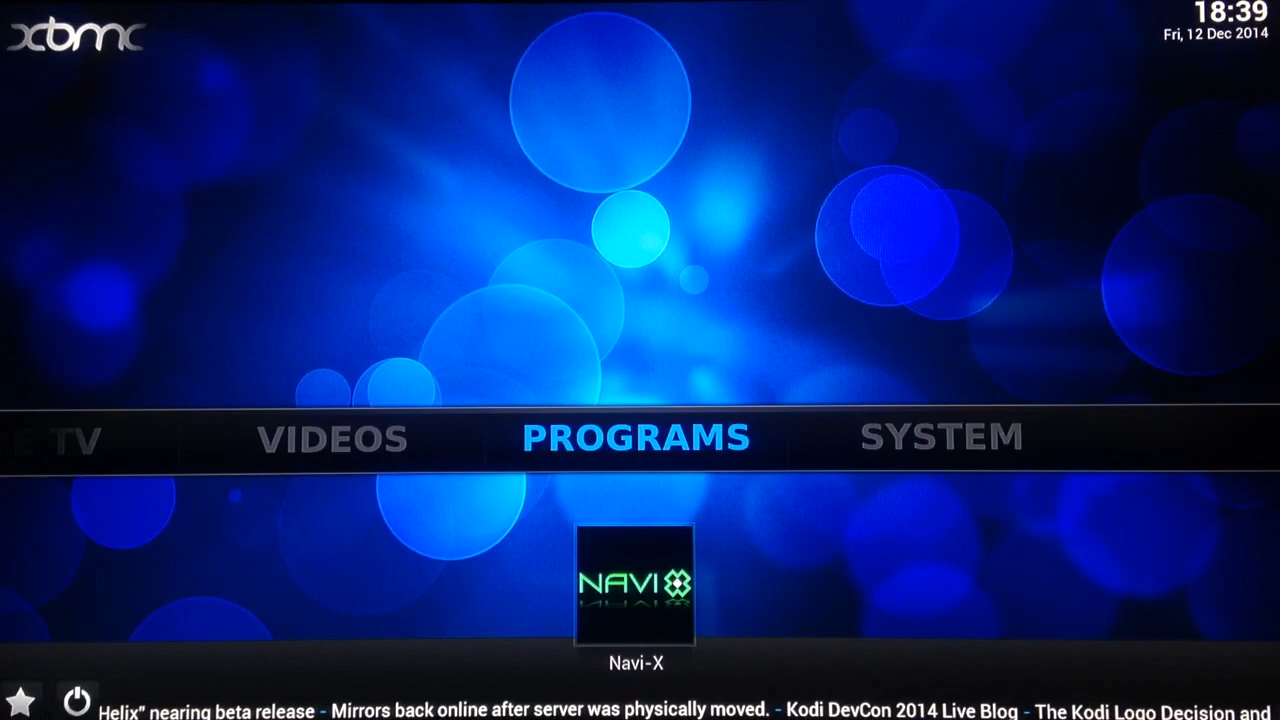 xbmc
18:39
Fri, 12 Dec 2014
E TV
VIDEOS
PROGRAMS
SYSTEM
NAVI X
Navi-X
Helix" nearing beta release - Mirrors back online after server was physically moved. - Kodi DevCon 2014 Live Blog - The Kodi Logo Decision and